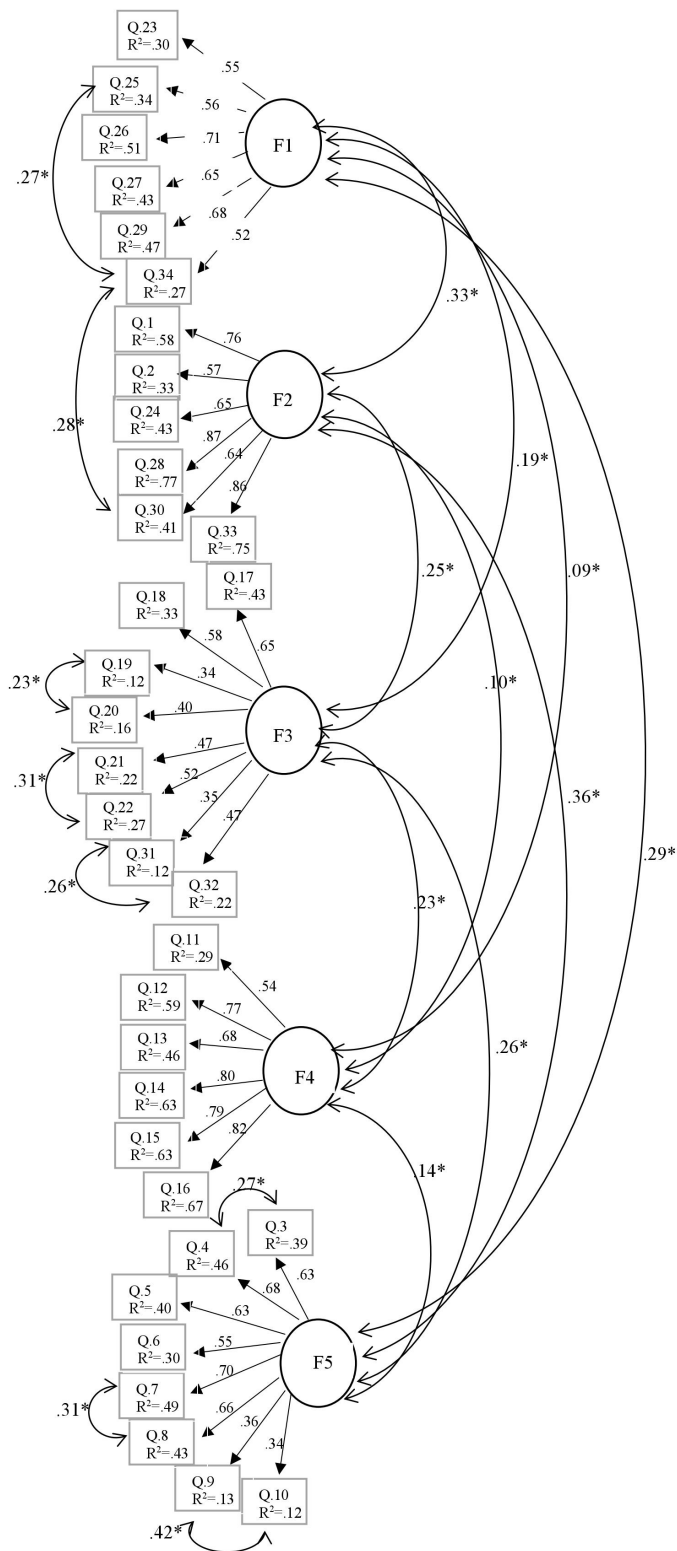 Q.23
R²=.30
.55
Q.25
R²=.34
.56
Q.26
R²=.51
.71
F1
.27*
Q.27
R²=.43
.65
Q.29
R²=.47
.68
Q.34
R²=.27
.52
.33*
Q.1
R²=.58
.76
Q.2
R²=.33
.57
F2
Q.24
R²=.43
.65
.28*
Q.28
R²=.77
.87
Q.30
R²=.41
.64
.19*
Q.33
R²=.75
.86
.25*
.09*
Q.17
R²=.43
.65
Q.18
R²=.33
.58
Q.19
R²=.12
.34
.23*
Q.20
R²=.16
.40
.10*
F3
Q.21
R²=.22
.47
.31*
Q.22
R²=.27
.52
.36*
Q.31
R²=.12
.35
.26*
Q.32
R²=.22
.47
.29*
.23*
Q.11
R²=.29
.54
Q.12
R²=.59
.77
Q.13
R²=.46
.68
.26*
F4
Q.14
R²=.63
.80
Q.15
R²=.63
.79
Q.16
R²=.67
.82
.14*
.27*
Q.3
R²=.39
.63
Q.4
R²=.46
.68
Q.5
R²=.40
.63
Q.6
R²=.30
.55
F5
Q.7
R²=.49
.70
.31*
Q.8
R²=.43
.66
Q.9
R²=.13
.36
Q.10
R²=.12
.34
.42*